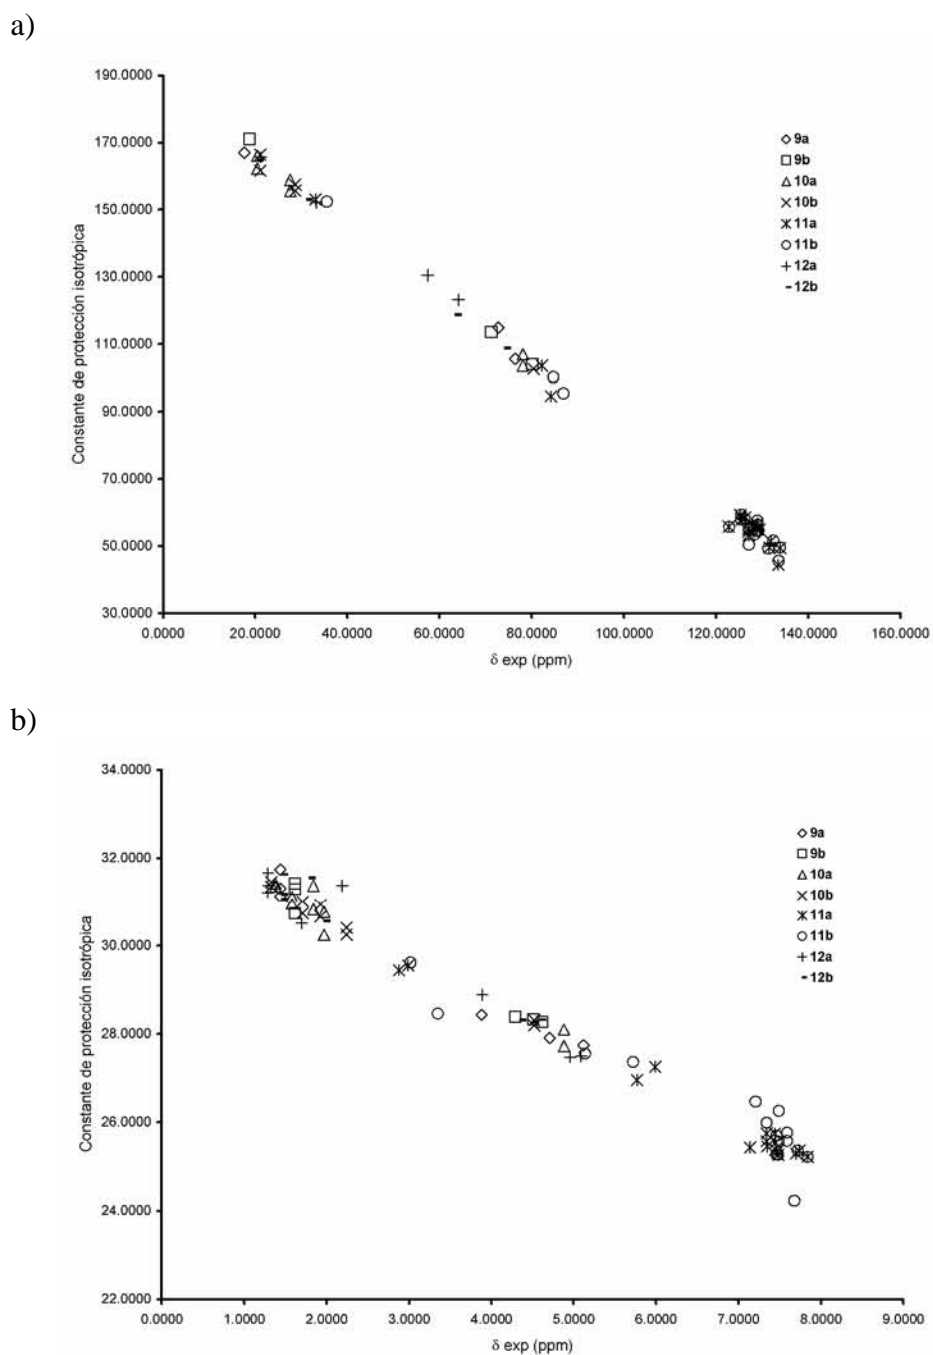 a)
190.0000
170.0000
150.0000
130.0000
110.0000
90.0000
70.0000
50.0000
30.0000
Constante de protección isotrópica
0.0000 20.0000 40.0000 60.0000 80.0000 100.0000 120.0000 140.0000 160.0000
δ exp (ppm)
9a
9b
10a
10b
11a
11b
12a
12b
b)
34.0000
32.0000
30.0000
28.0000
26.0000
24.0000
22.0000
Constante de protección isotrópica
0.0000 1.0000 2.0000 3.0000 4.0000 5.0000 6.0000 7.0000 8.0000 9.0000
δ exp (ppm)
9a
9b
10a
10b
11a
11b
12a
12b